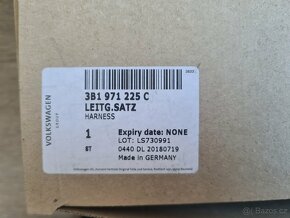 2023
VOLKSWAGEN
GROUP
3B1 971 225 C
LEITG.SATZ
HARNESS
1
Expiry date: NONE
ST
LOT: LS730991
0440 DL 20180719
Made in GERMANY